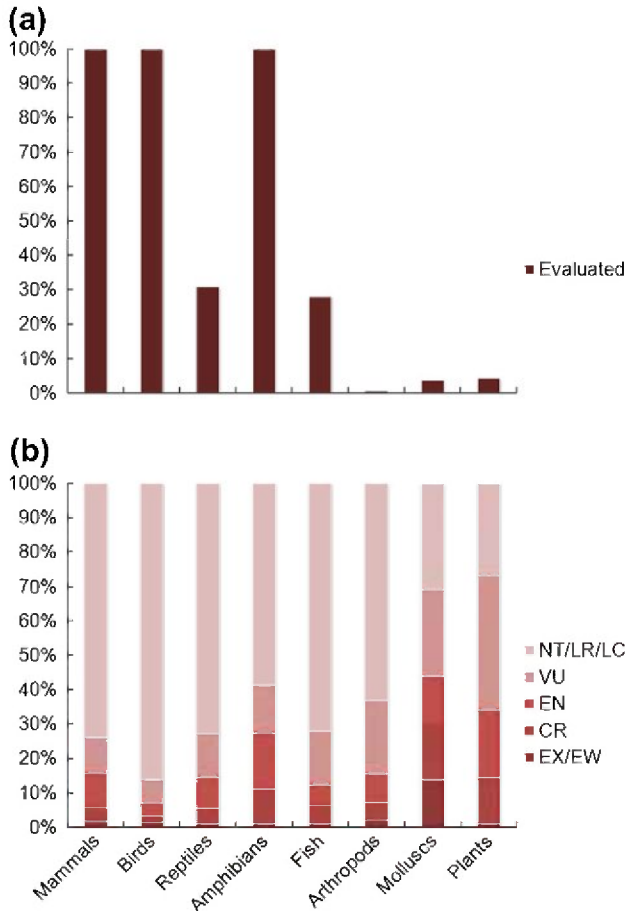 (a)
100%
90%
80%
70%
60%
50%
40%
30%
20%
10%
0%
Evaluated
(b)
100%
90%
80%
70%
60%
50%
40%
30%
20%
10%
0%
NT/LR/LC
VU
EN
CR
EX/EW
Mammals
Birds
Reptiles
Amphibians
Fish
Arthropods
Molluscs
Plants